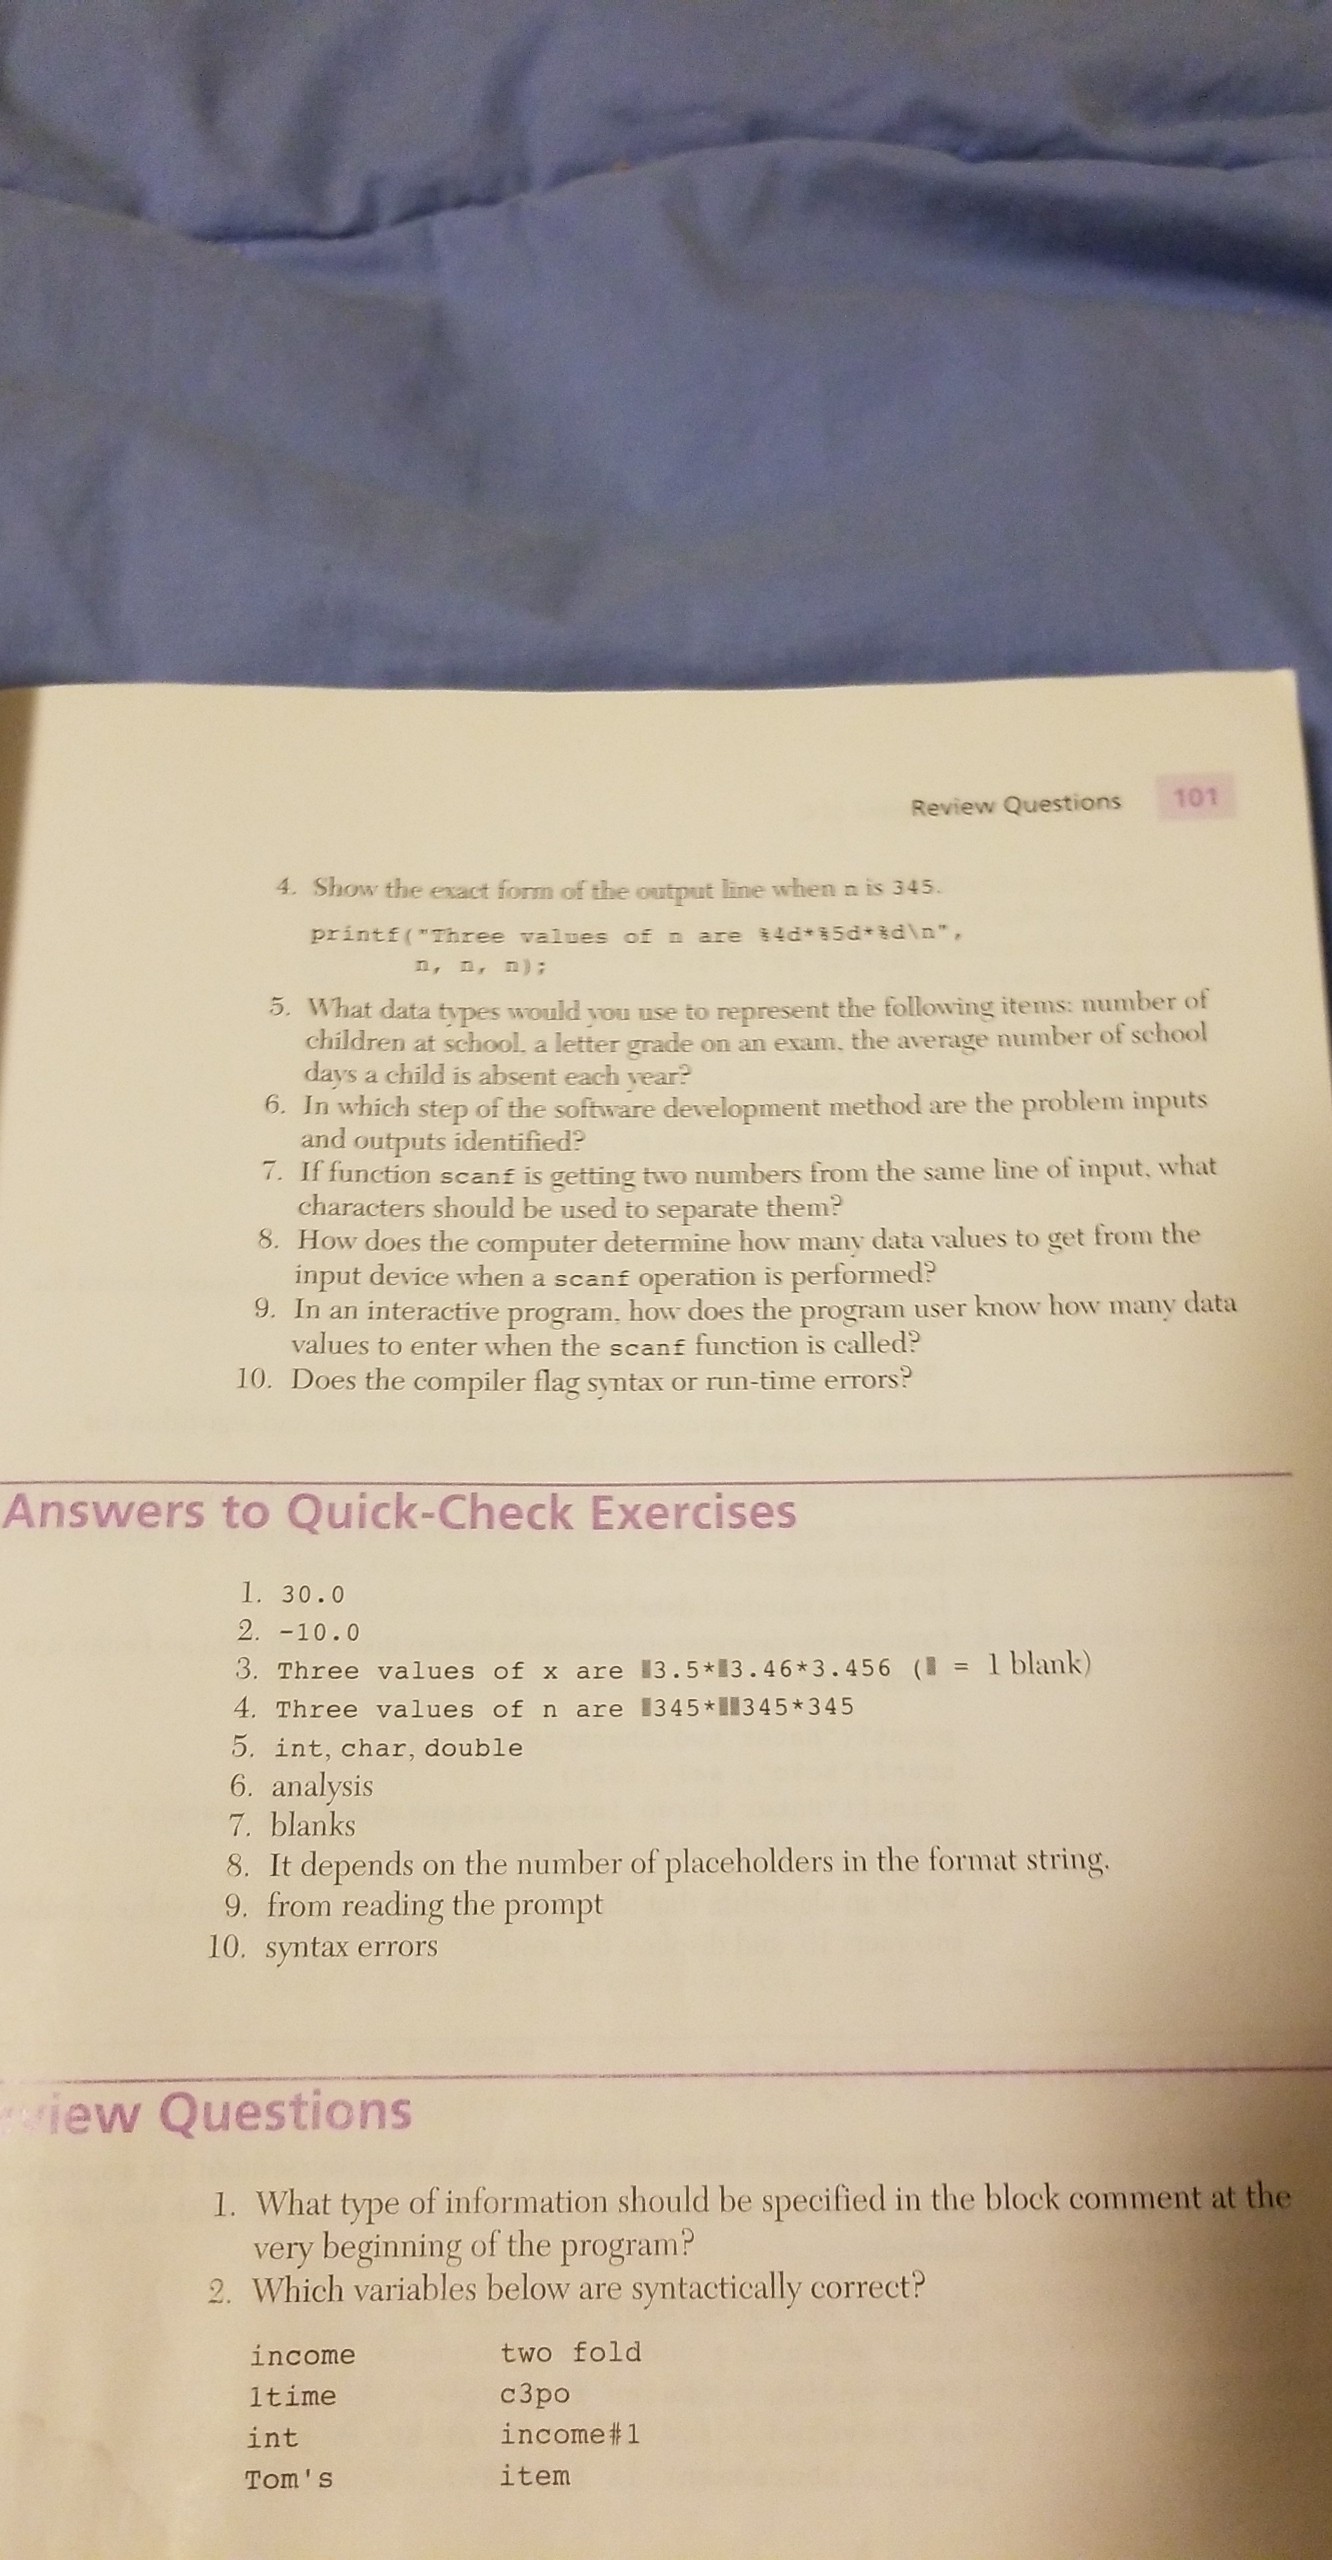 Review Questions 101
4. Show the exact form of the output line when n is 345.
printf("Three values of n are %4d*%5d*%d\n",
n, n, n);
5. What data types would you use to represent the following items: number of
children at school, a letter grade on an exam, the average number of school
days a child is absent each year?
6. In which step of the software development method are the problem inputs
and outputs identified?
7. If function scanf is getting two numbers from the same line of input, what
characters should be used to separate them?
8. How does the computer determine how many data values to get from the
input device when a scanf operation is performed?
9. In an interactive program, how does the program user know how many data
values to enter when the scanf function is called?
10. Does the compiler flag syntax or run-time errors?
Answers to Quick-Check Exercises
1. 30.0
2. -10.0
3. Three values of x are ▮3.5*▮3.46*3.456 (▮ = 1 blank)
4. Three values of n are ▮345*▮▮345*345
5. int, char, double
6. analysis
7. blanks
8. It depends on the number of placeholders in the format string.
9. from reading the prompt
10. syntax errors
view Questions
1. What type of information should be specified in the block comment at the
very beginning of the program?
2. Which variables below are syntactically correct?
income two fold
1time c3po
int income#1
Tom's item